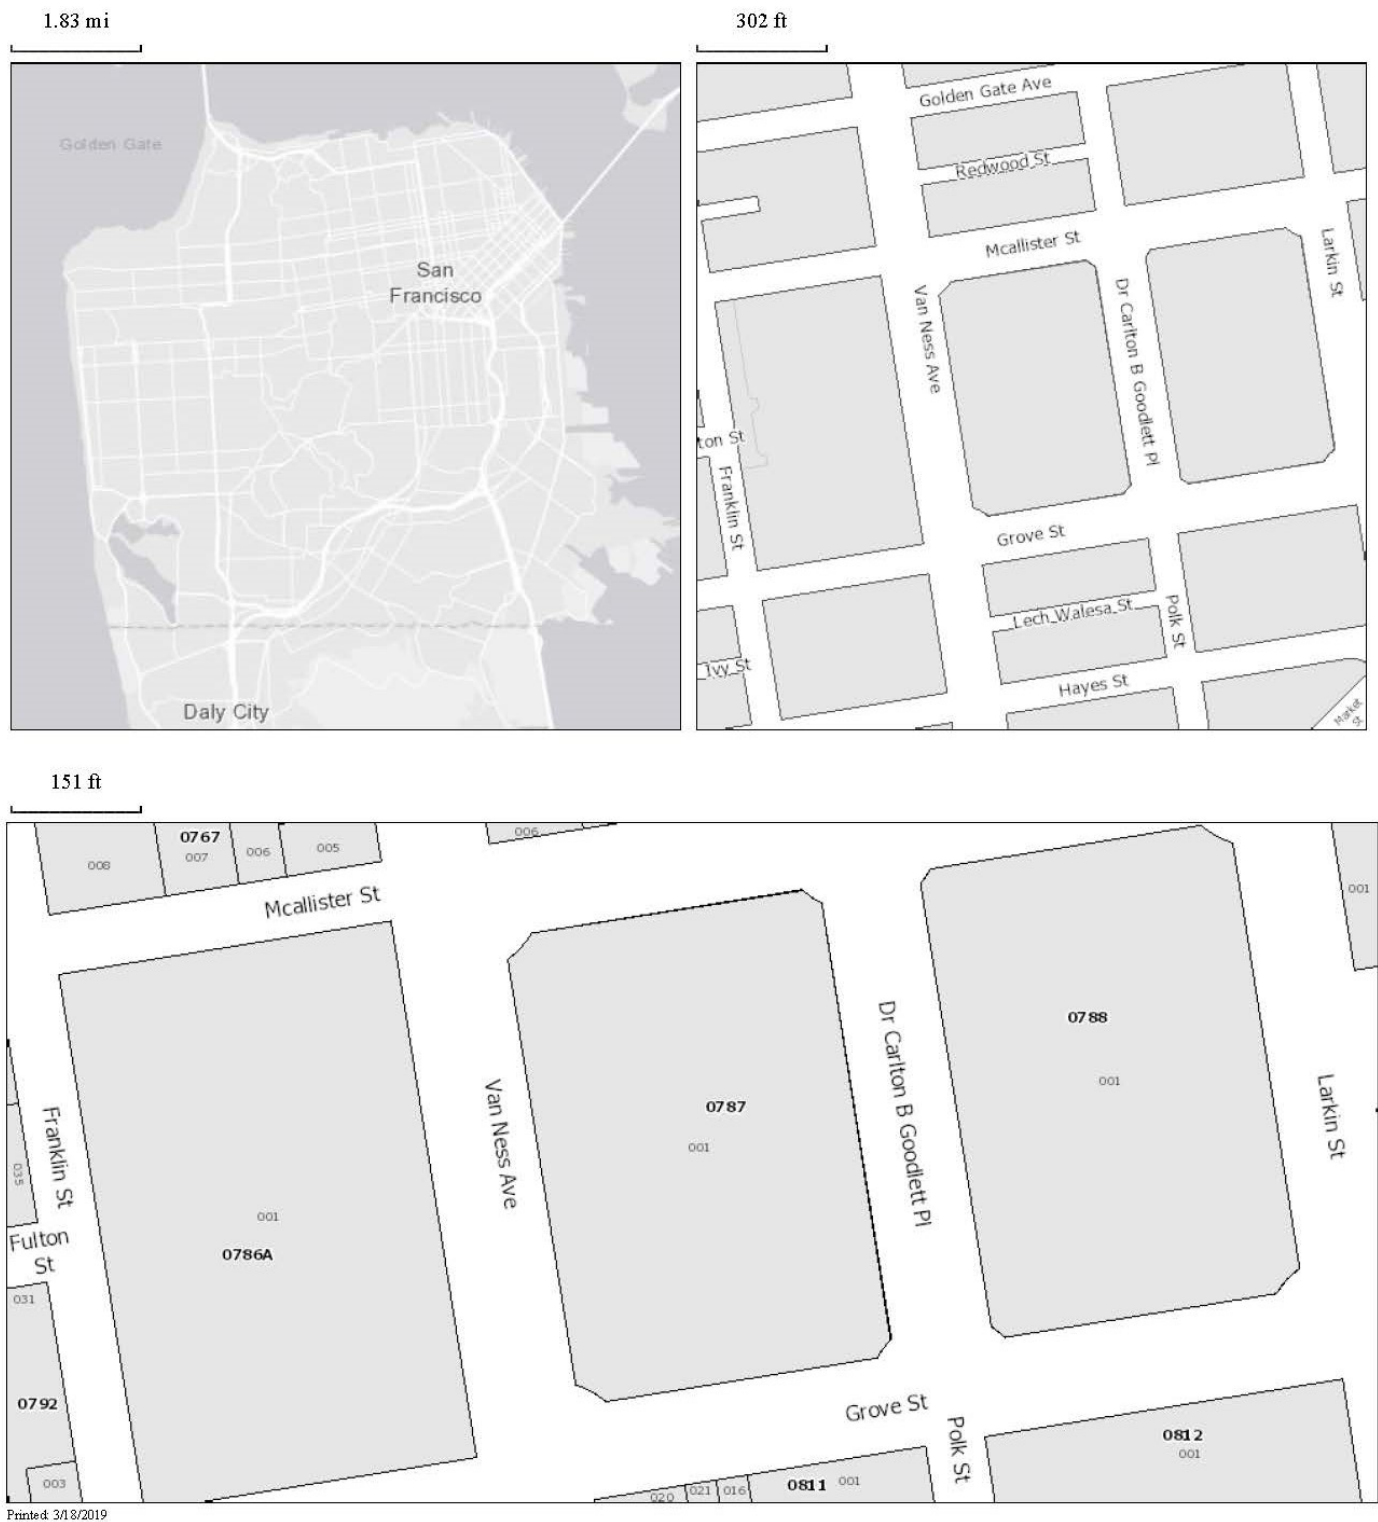 1.83 mi
302 ft
Golden Gate
San
Francisco
Daly City
Golden Gate Ave
Redwood St
Mcallister St
Larkin St
Van Ness Ave
Dr Carlton B Goodlett Pl
ton St
Franklin St
Grove St
Lech Walesa St
Polk St
Ivy St
Hayes St
Market
St
151 ft
0767
008
007
006
005
006
Mcallister St
001
0788
001
0787
001
Dr Carlton B Goodlett Pl
Larkin St
Van Ness Ave
Franklin St
035
001
0786A
Fulton
St
031
0792
003
Grove St
Polk St
0812
001
0811
001
020
021
016
Printed: 3/18/2019